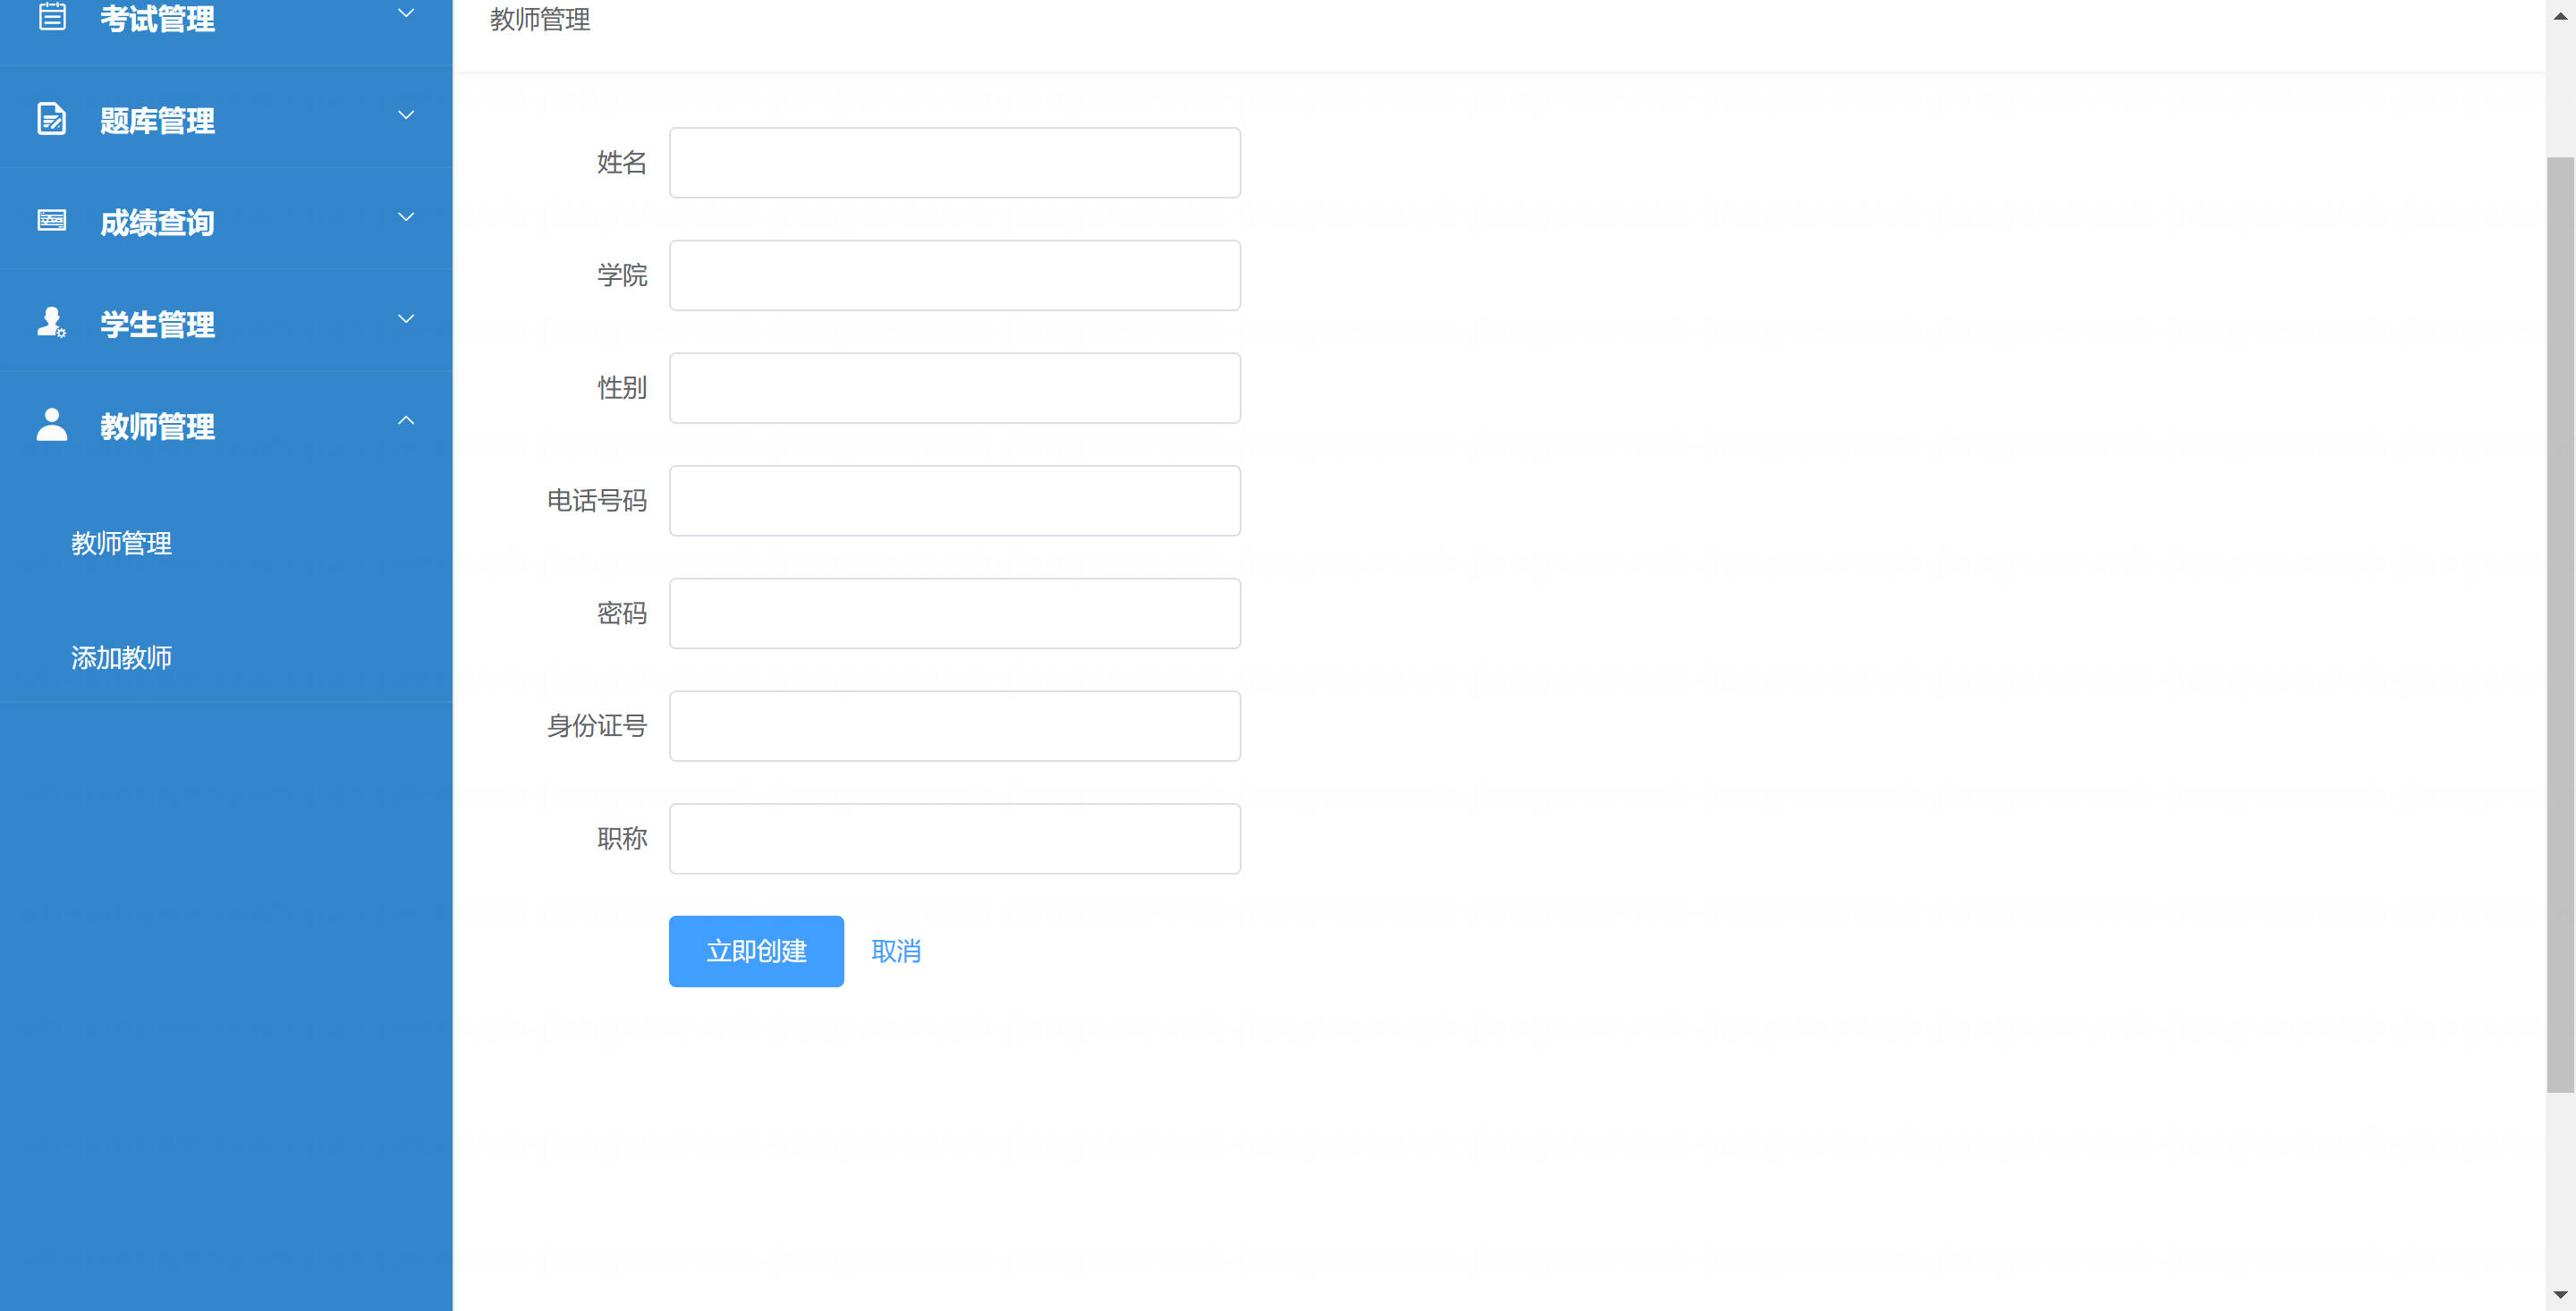 考试管理
题库管理
成绩查询
学生管理
教师管理
教师管理
添加教师
教师管理
姓名
学院
性别
电话号码
密码
身份证号
职称
立即创建 取消